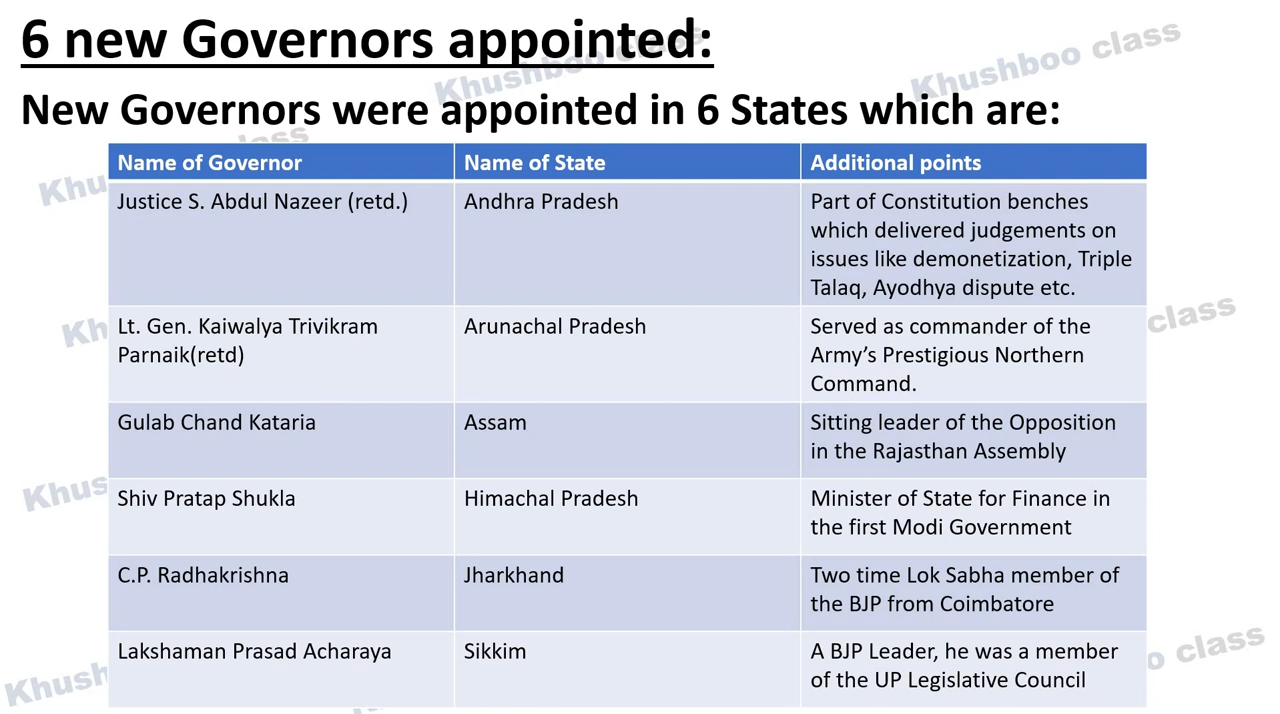 6 new Governors appointed:
New Governors were appointed in 6 States which are:
Name of Governor
Name of State
Additional points
Justice S. Abdul Nazeer (retd.)
Andhra Pradesh
Part of Constitution benches
which delivered judgements on
issues like demonetization, Triple
Talaq, Ayodhya dispute etc.
Lt. Gen. Kaiwalya Trivikram
Parnaik(retd)
Arunachal Pradesh
Served as commander of the
Army’s Prestigious Northern
Command.
Gulab Chand Kataria
Assam
Sitting leader of the Opposition
in the Rajasthan Assembly
Shiv Pratap Shukla
Himachal Pradesh
Minister of State for Finance in
the first Modi Government
C.P. Radhakrishna
Jharkhand
Two time Lok Sabha member of
the BJP from Coimbatore
Lakshaman Prasad Acharaya
Sikkim
A BJP Leader, he was a member
of the UP Legislative Council
Khushboo class
Khushboo class
class
class
class